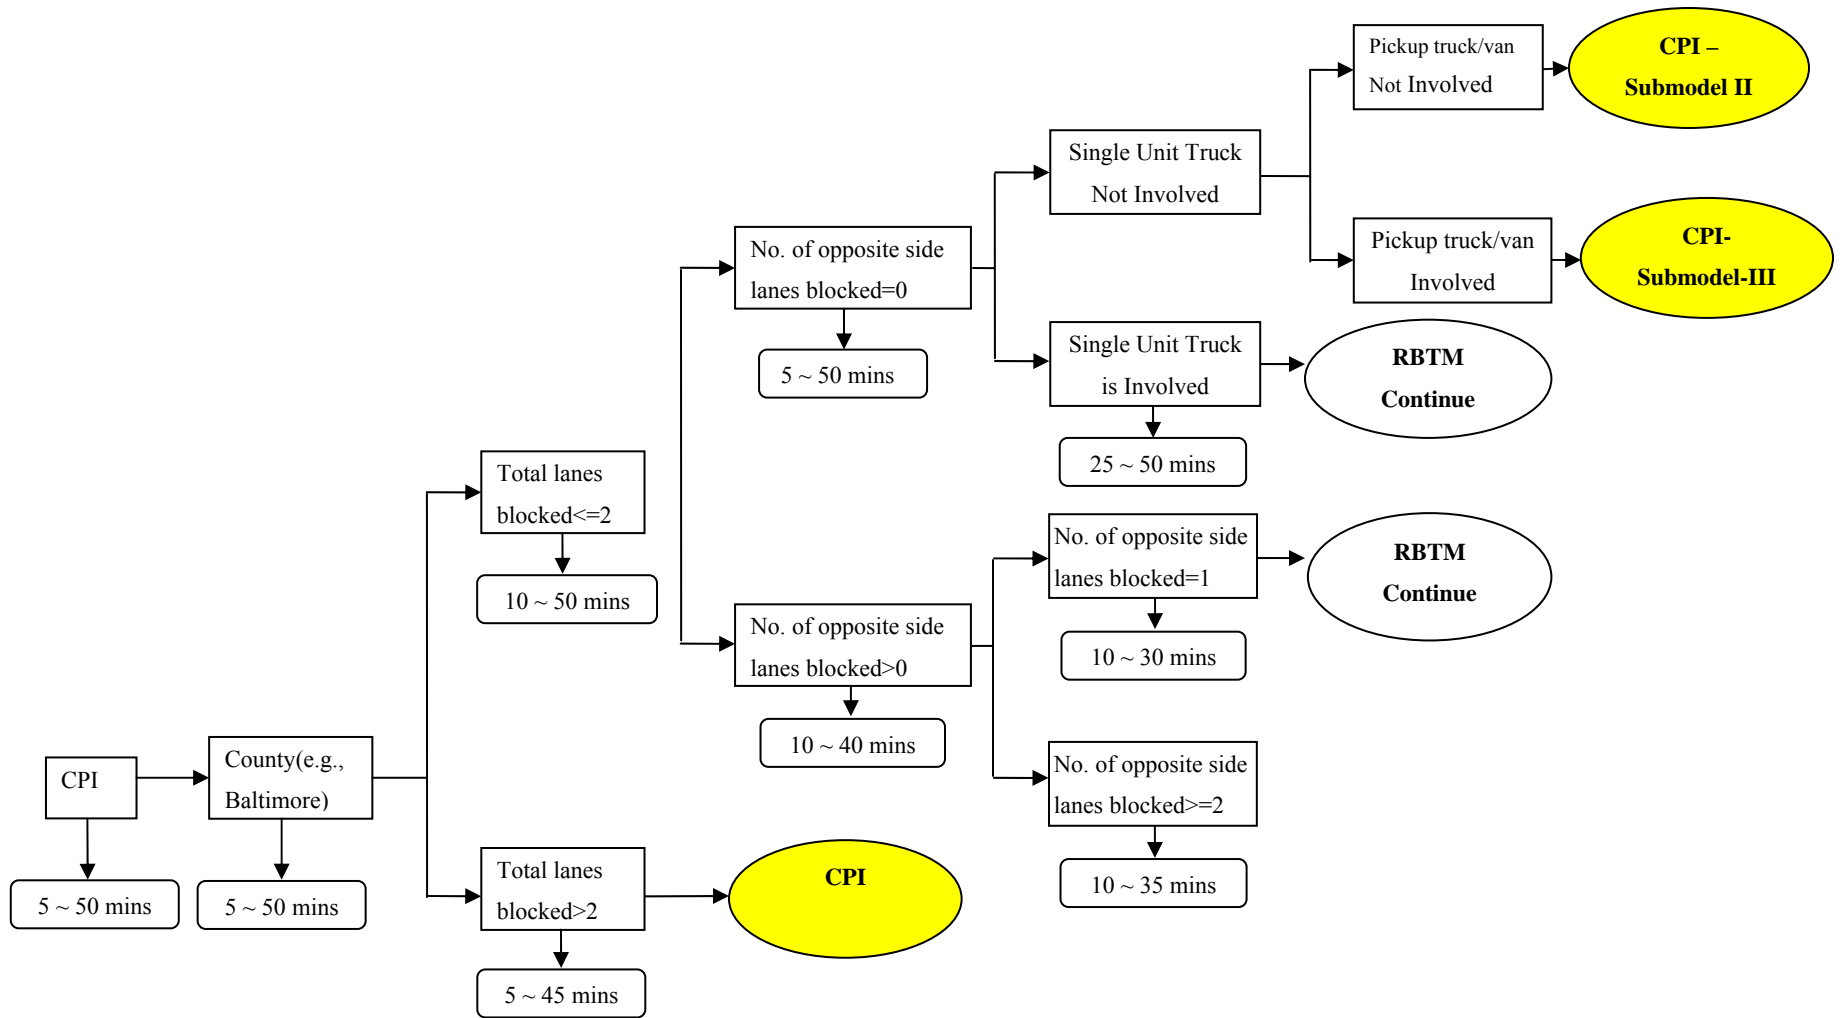 CPI
5 ~ 50 mins
County(e.g.,
Baltimore)
5 ~ 50 mins
Total lanes
blocked<=2
10 ~ 50 mins
Total lanes
blocked>2
5 ~ 45 mins
CPI
No. of opposite side
lanes blocked=0
5 ~ 50 mins
No. of opposite side
lanes blocked>0
10 ~ 40 mins
Single Unit Truck
Not Involved
Single Unit Truck
is Involved
25 ~ 50 mins
No. of opposite side
lanes blocked=1
10 ~ 30 mins
No. of opposite side
lanes blocked>=2
10 ~ 35 mins
Pickup truck/van
Not Involved
CPI –
Submodel II
Pickup truck/van
Involved
CPI-
Submodel-III
RBTM
Continue
RBTM
Continue